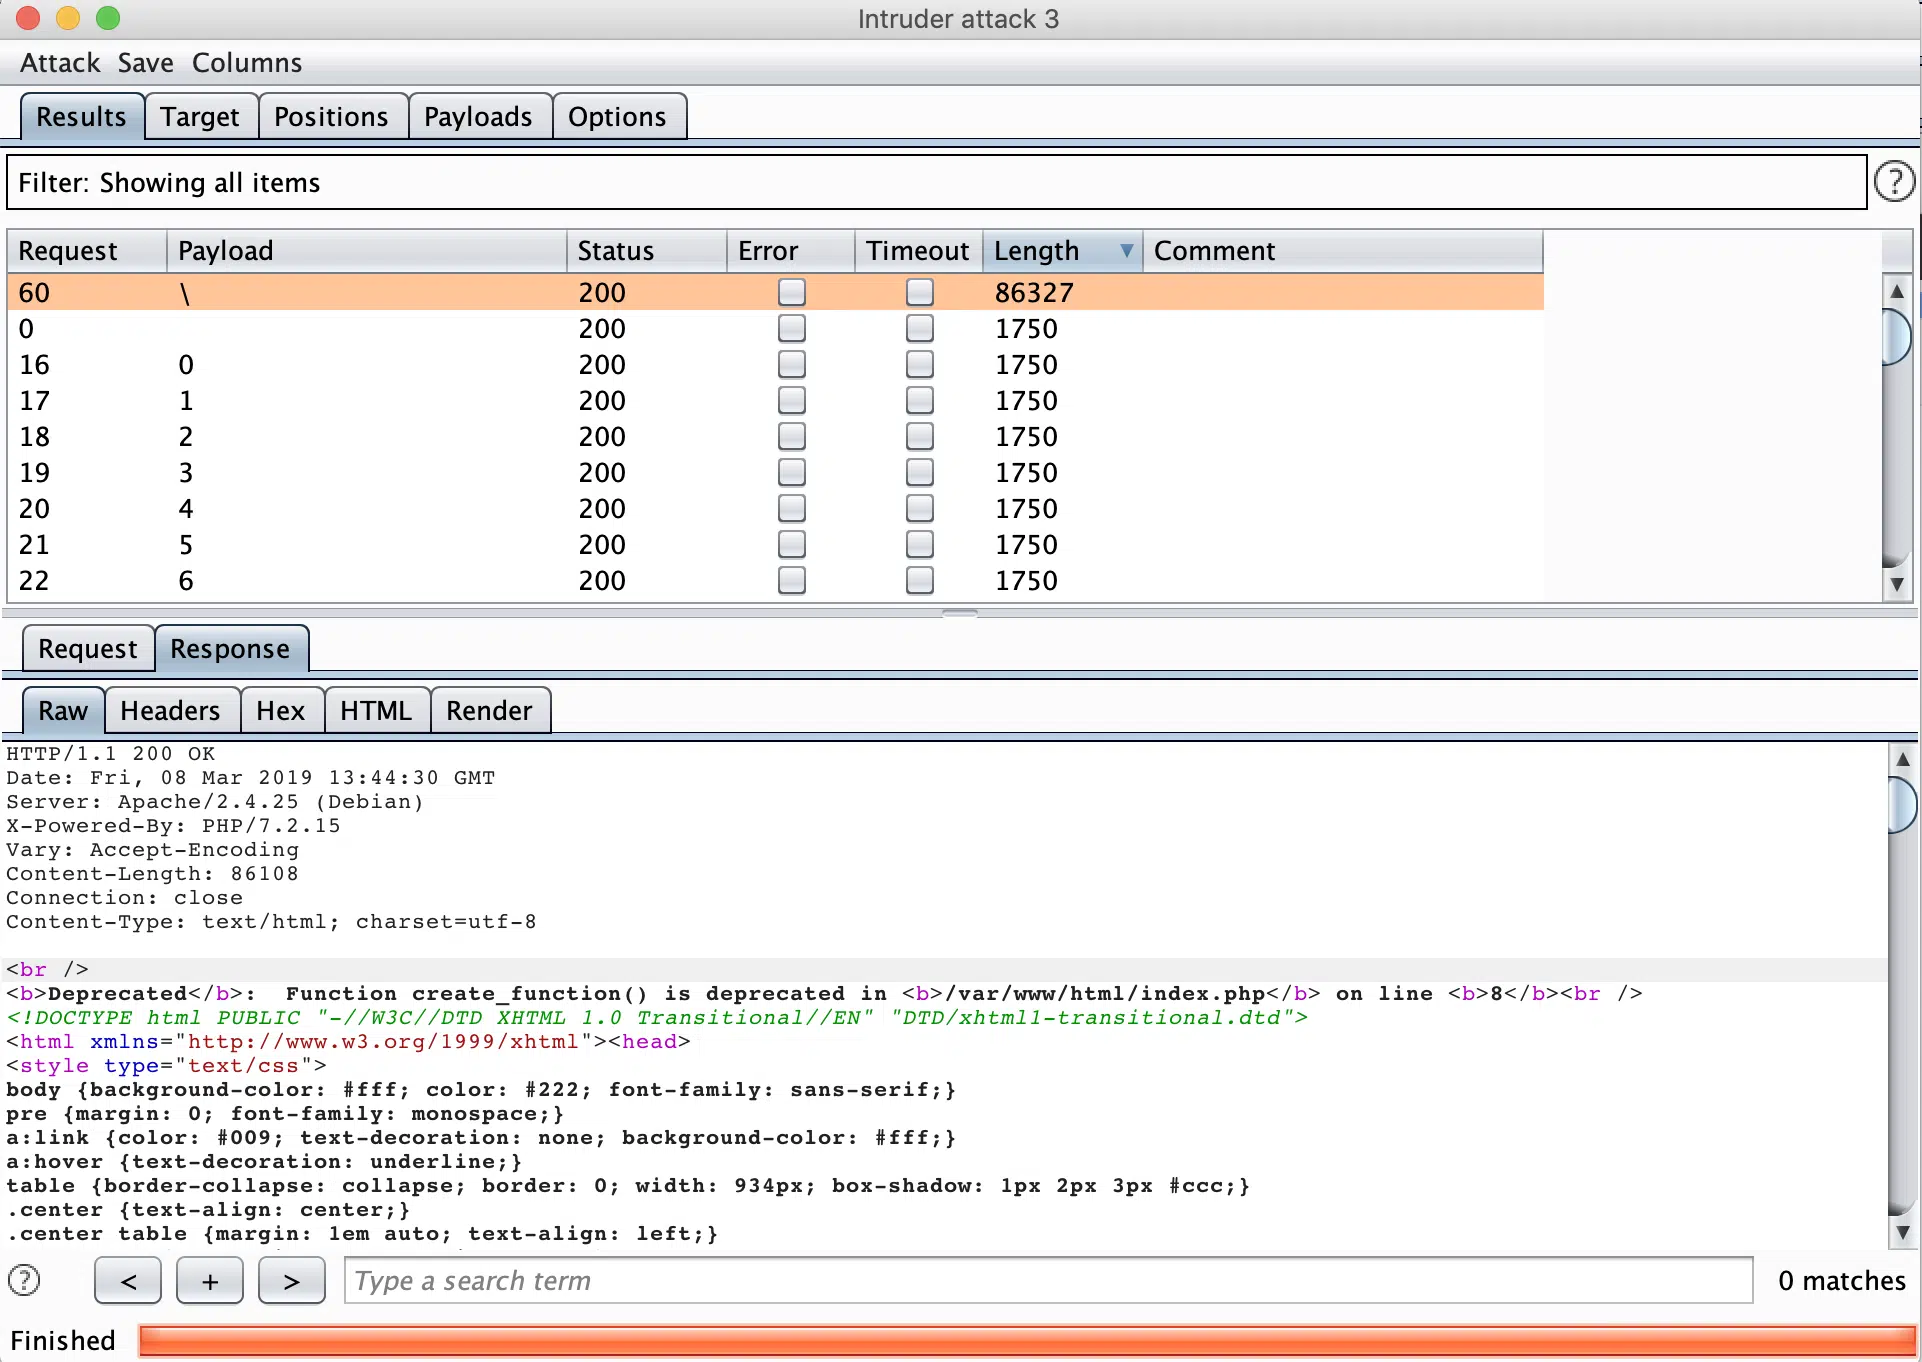 Intruder attack 3
Attack Save Columns
Results Target Positions Payloads Options
Filter: Showing all items ?
Request Payload Status Error Timeout Length Comment
60 \ 200 86327
0 200 1750
16 0 200 1750
17 1 200 1750
18 2 200 1750
19 3 200 1750
20 4 200 1750
21 5 200 1750
22 6 200 1750
Request Response
Raw Headers Hex HTML Render
HTTP/1.1 200 OK
Date: Fri, 08 Mar 2019 13:44:30 GMT
Server: Apache/2.4.25 (Debian)
X-Powered-By: PHP/7.2.15
Vary: Accept-Encoding
Content-Length: 86108
Connection: close
Content-Type: text/html; charset=utf-8
<br />
<b>Deprecated</b>:  Function create_function() is deprecated in <b>/var/www/html/index.php</b> on line <b>8</b><br />
<!DOCTYPE html PUBLIC "-//W3C//DTD XHTML 1.0 Transitional//EN" "DTD/xhtml1-transitional.dtd">
<html xmlns="http://www.w3.org/1999/xhtml"><head>
<style type="text/css">
body {background-color: #fff; color: #222; font-family: sans-serif;}
pre {margin: 0; font-family: monospace;}
a:link {color: #009; text-decoration: none; background-color: #fff;}
a:hover {text-decoration: underline;}
table {border-collapse: collapse; border: 0; width: 934px; box-shadow: 1px 2px 3px #ccc;}
.center {text-align: center;}
.center table {margin: 1em auto; text-align: left;}
? < + > Type a search term 0 matches
Finished